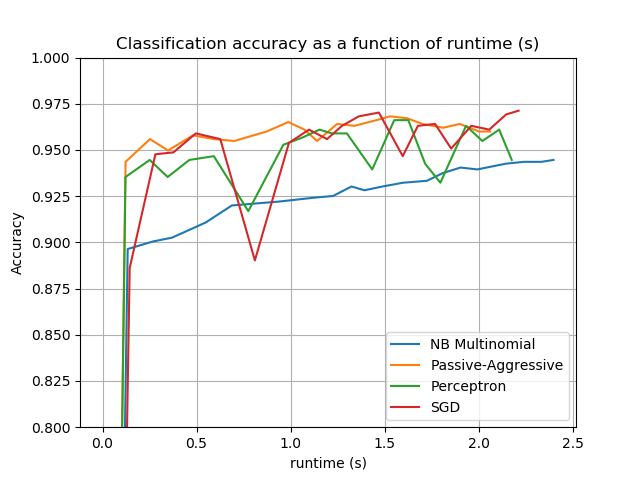 Classification accuracy as a function of runtime (s)
1.000
0.975
0.950
0.925
0.900
0.875
0.850
0.825
0.800
Accuracy
NB Multinomial
Passive-Aggressive
Perceptron
SGD
0.0 0.5 1.0 1.5 2.0 2.5
runtime (s)